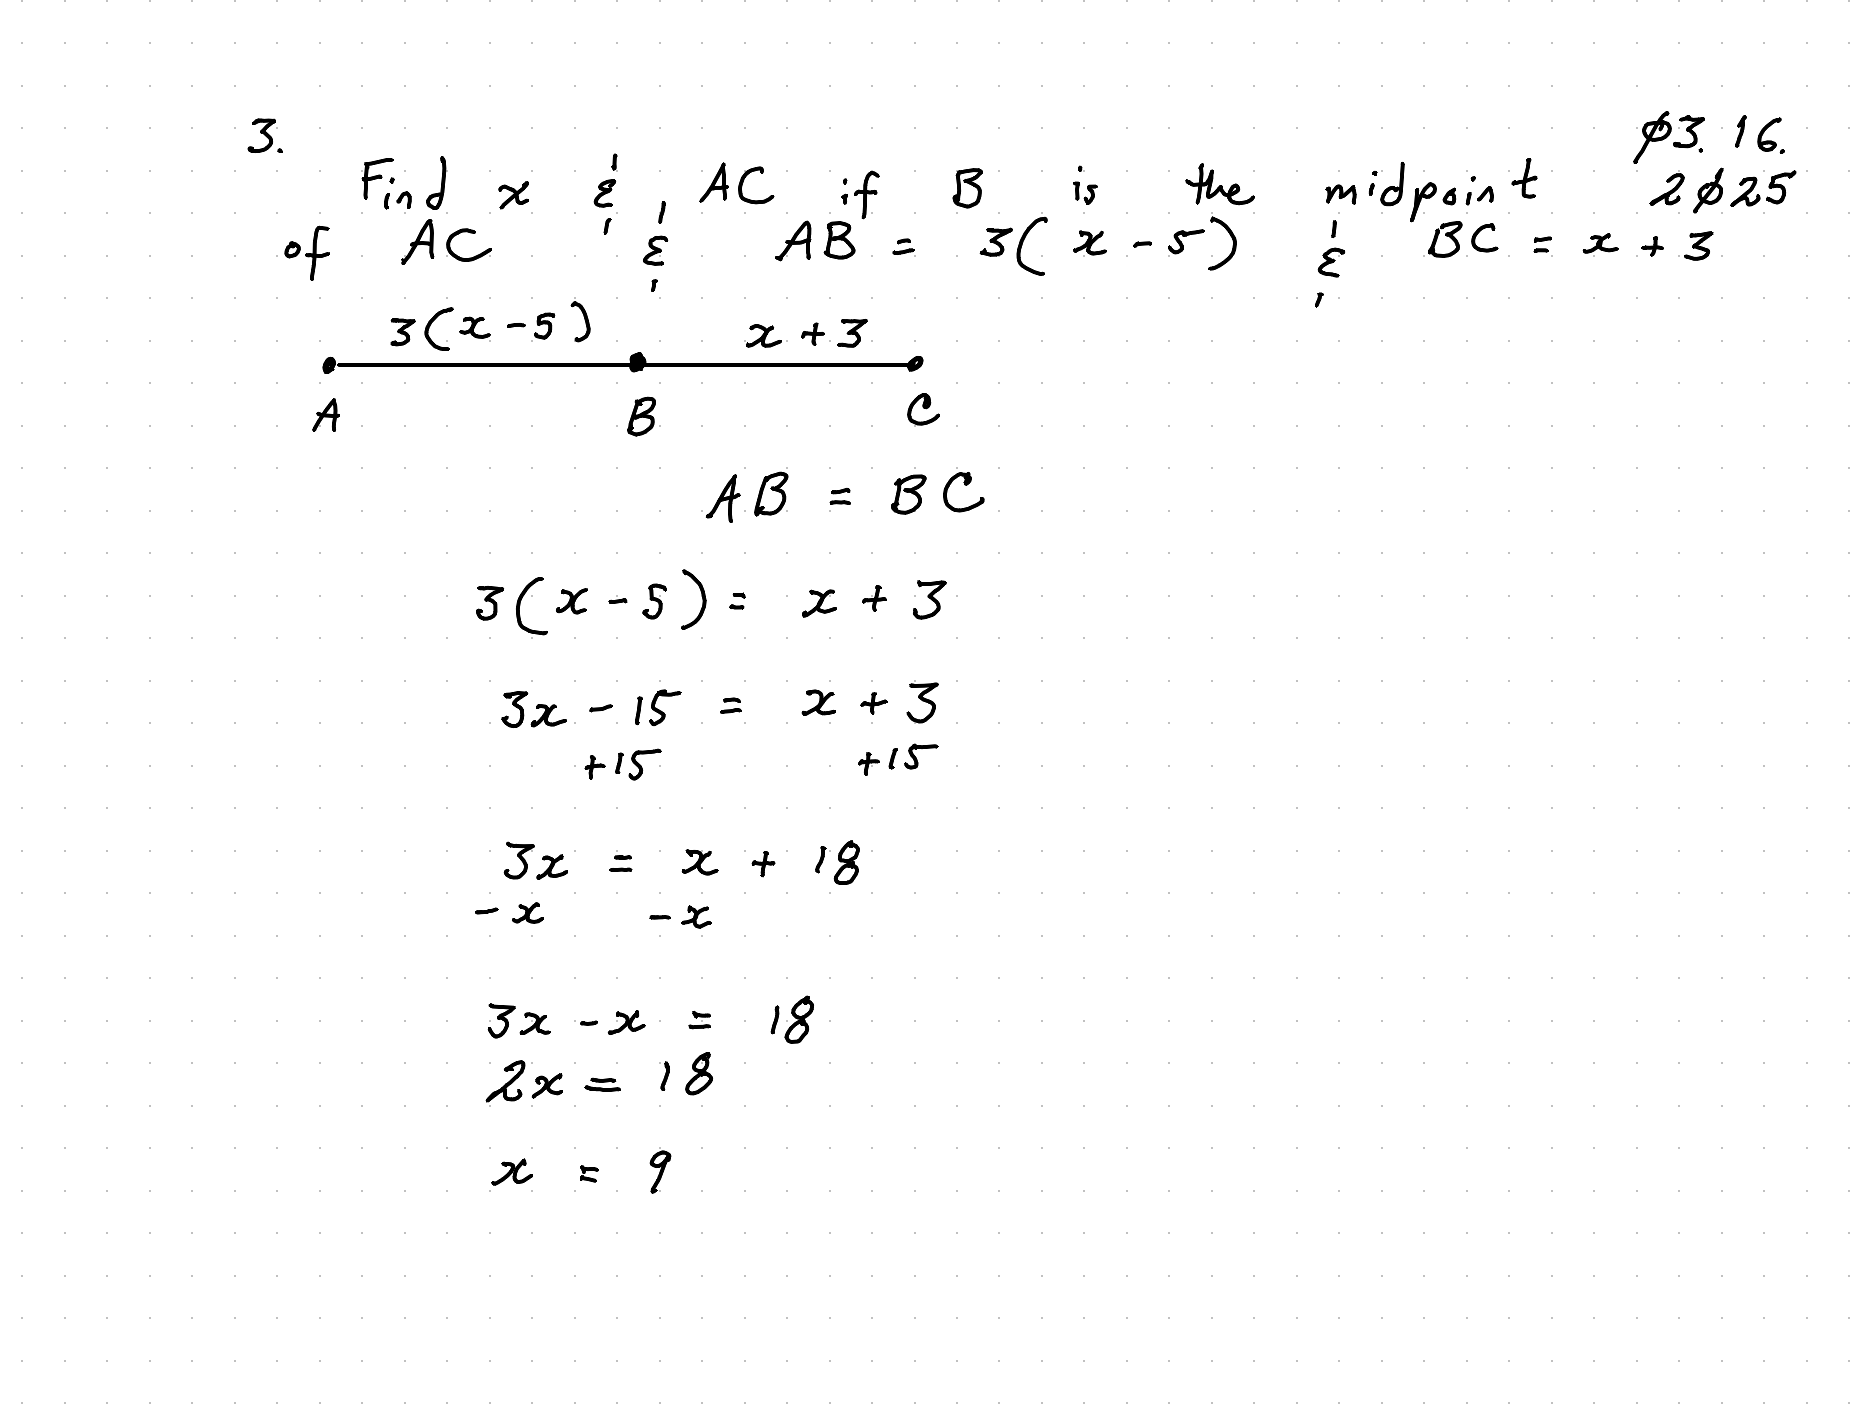 3.
ø3.16.
Find x & AC if B is the midpoint
2ø25
of AC & AB = 3(x - 5) & BC = x + 3
3(x - 5) x + 3
A B C
AB = BC
3(x - 5) = x + 3
3x - 15 = x + 3
+15 +15
3x = x + 18
- x - x
3x - x = 18
2x = 18
x = 9